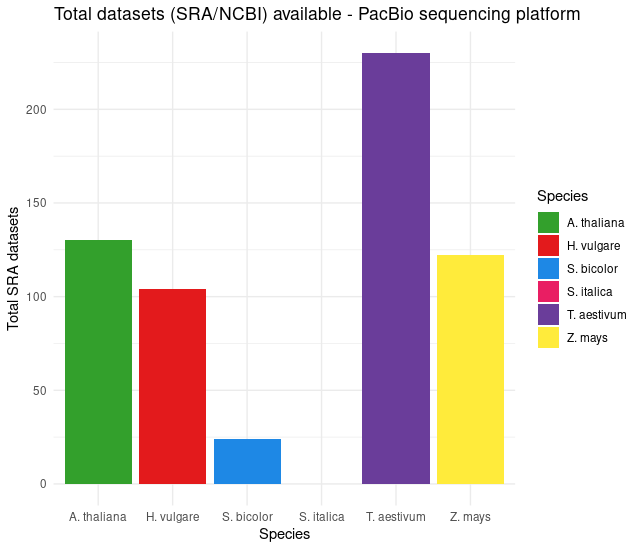 Total datasets (SRA/NCBI) available - PacBio sequencing platform
Total SRA datasets
200
150
100
50
0
A. thaliana
H. vulgare
S. bicolor
S. italica
T. aestivum
Z. mays
Species
Species
A. thaliana
H. vulgare
S. bicolor
S. italica
T. aestivum
Z. mays